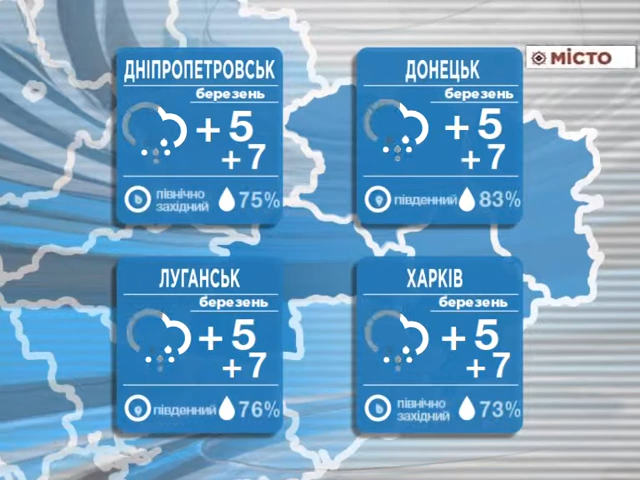 МІСТО
ДНІПРОПЕТРОВСЬК
березень
+ 5
+ 7
північно
західний
75%
ДОНЕЦЬК
березень
+ 5
+ 7
південний
83%
ЛУГАНСЬК
березень
+ 5
+ 7
південний
76%
ХАРКІВ
березень
+ 5
+ 7
північно
західний
73%